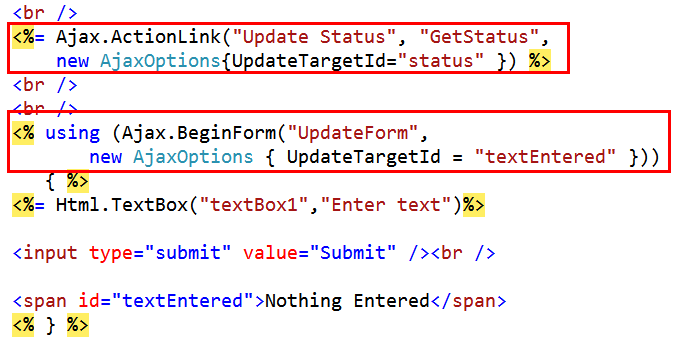 <br />
<%= Ajax.ActionLink("Update Status", "GetStatus",
new AjaxOptions{UpdateTargetId="status" }) %>
<br />
<br />
<% using (Ajax.BeginForm("UpdateForm",
new AjaxOptions { UpdateTargetId = "textEntered" }))
{ %>
<%= Html.TextBox("textBox1","Enter text")%>
<input type="submit" value="Submit" /><br />
<span id="textEntered">Nothing Entered</span>
<% } %>